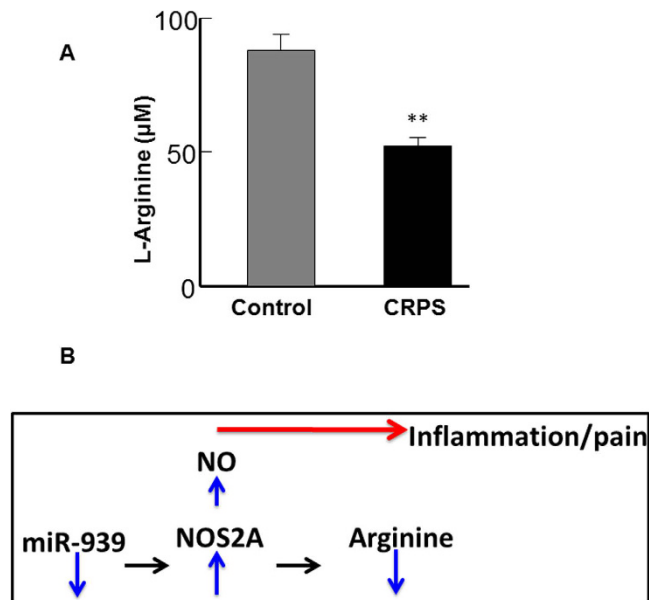 A
100
50
0
L-Arginine (µM)
**
Control CRPS
B
Inflammation/pain
NO
miR-939 NOS2A Arginine